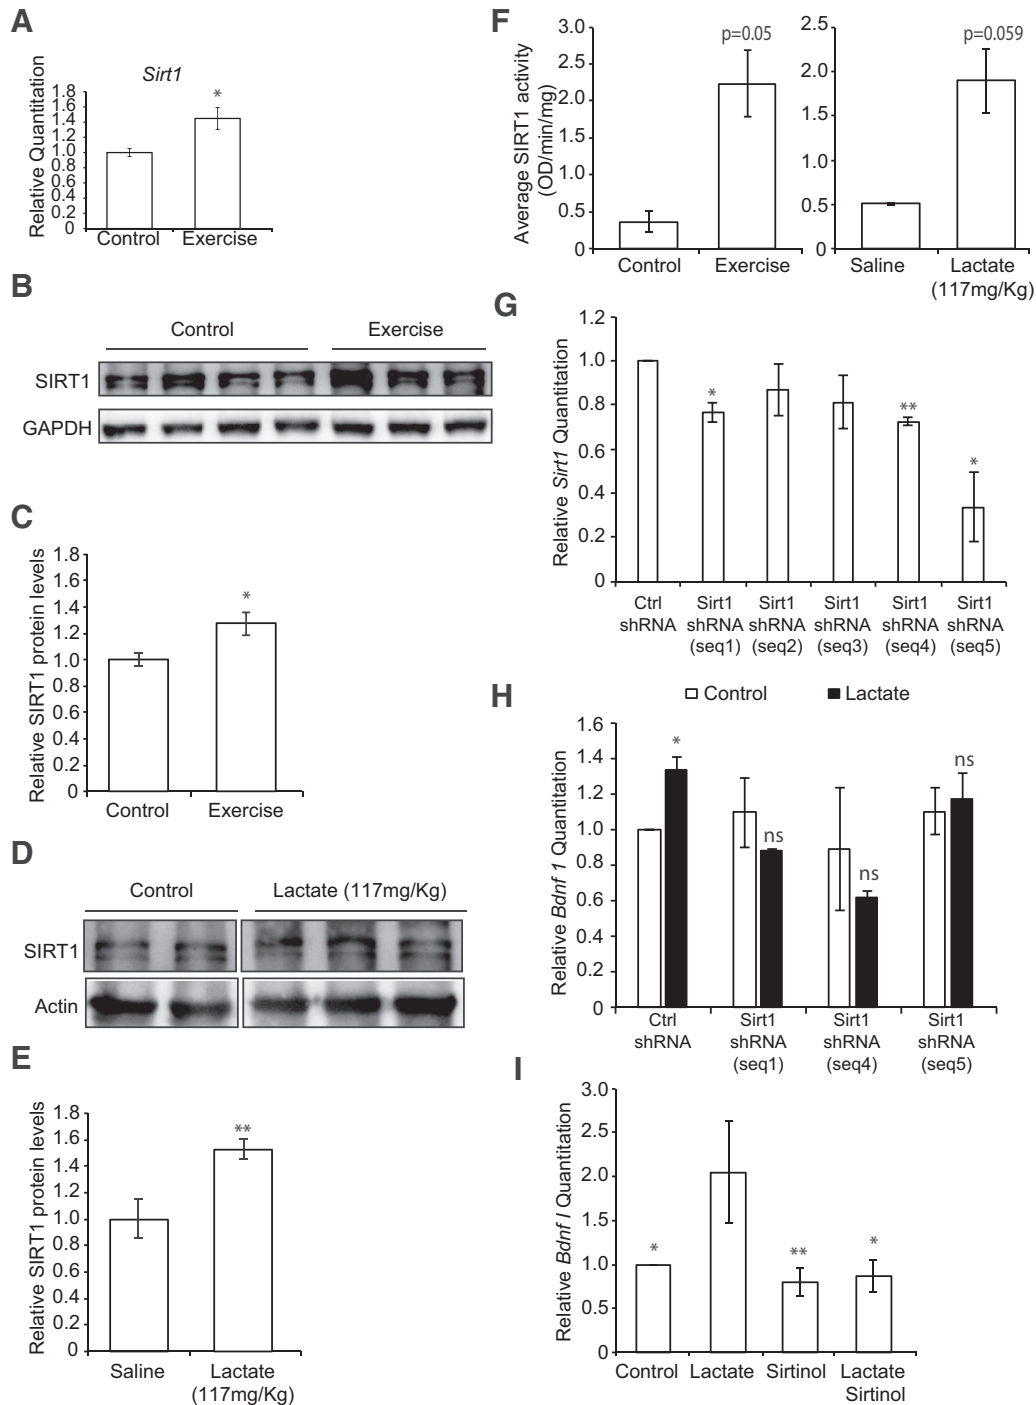 A
Sirt1
Relative Quantitation
1.8
1.6
1.4
1.2
1.0
0.8
0.6
0.4
0.2
0
*
Control Exercise
B
Control Exercise
SIRT1
GAPDH
C
Relative SIRT1 protein levels
1.8
1.6
1.4
1.2
1.0
0.8
0.6
0.4
0.2
0
*
Control Exercise
D
Control Lactate (117mg/Kg)
SIRT1
Actin
E
Relative SIRT1 protein levels
1.8
1.6
1.4
1.2
1.0
0.8
0.6
0.4
0.2
0
**
Saline Lactate
(117mg/Kg)
F
Average SIRT1 activity
(OD/min/mg)
3.0
2.5
2.0
1.5
1.0
0.5
0
p=0.05
Control Exercise
2.5
2.0
1.5
1.0
0.5
0
p=0.059
Saline Lactate
(117mg/Kg)
G
Relative Sirt1 Quantitation
1.2
1.0
0.8
0.6
0.4
0.2
0
*
**
*
Ctrl Sirt1 Sirt1 Sirt1 Sirt1 Sirt1
shRNA shRNA shRNA shRNA shRNA shRNA
(seq1) (seq2) (seq3) (seq4) (seq5)
H
Control Lactate
Relative Bdnf 1 Quantitation
1.6
1.4
1.2
1.0
0.8
0.6
0.4
0.2
0
*
ns
ns
ns
Ctrl Sirt1 Sirt1 Sirt1
shRNA shRNA shRNA shRNA
(seq1) (seq4) (seq5)
I
Relative Bdnf I Quantitation
3.0
2.5
2.0
1.5
1.0
0.5
0
*
**
*
Control Lactate Sirtinol Lactate
Sirtinol